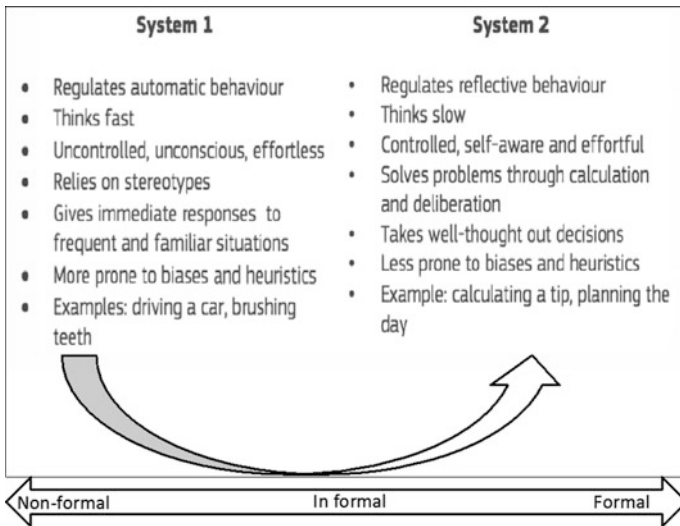 System 1
• Regulates automatic behaviour
• Thinks fast
• Uncontrolled, unconscious, effortless
• Relies on stereotypes
• Gives immediate responses to
frequent and familiar situations
• More prone to biases and heuristics
• Examples: driving a car, brushing
teeth
System 2
• Regulates reflective behaviour
• Thinks slow
• Controlled, self-aware and effortful
• Solves problems through calculation
and deliberation
• Takes well-thought out decisions
• Less prone to biases and heuristics
• Example: calculating a tip, planning the
day
Non-formal
In formal
Formal